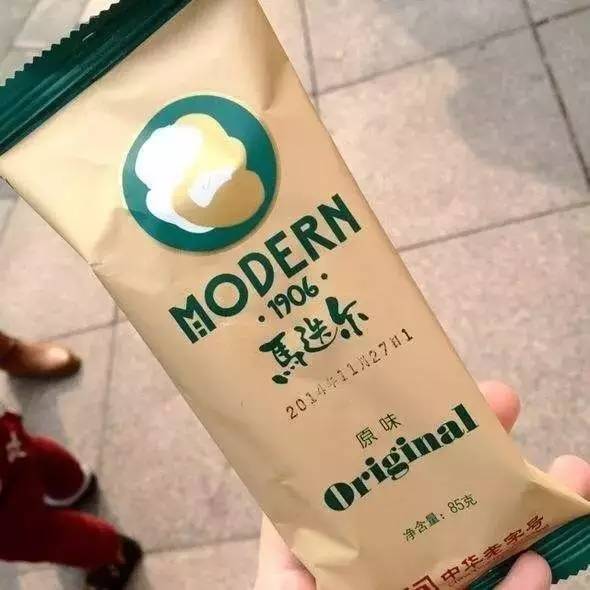 MODERN
·1906·
馬迭尔
2014年11月27日1
原味
Original
净含量：85克
中华老字号